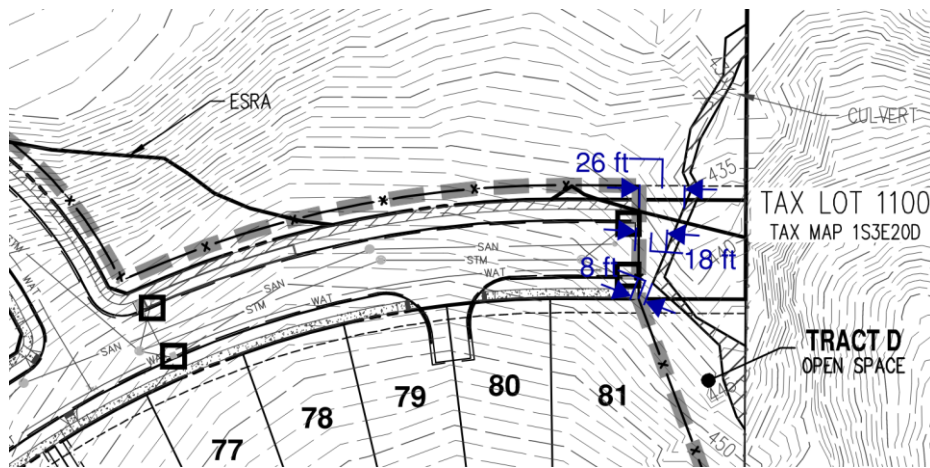 ESRA
CULVERT
435
26 ft
TAX LOT 1100
TAX MAP 1S3E20D
SAN
STM
STM
WAT
18 ft
8 ft
SAN
STM
WAT
WAT
SAN
WAT
TRACT D
OPEN SPACE
81
80
79
78
77
445
450